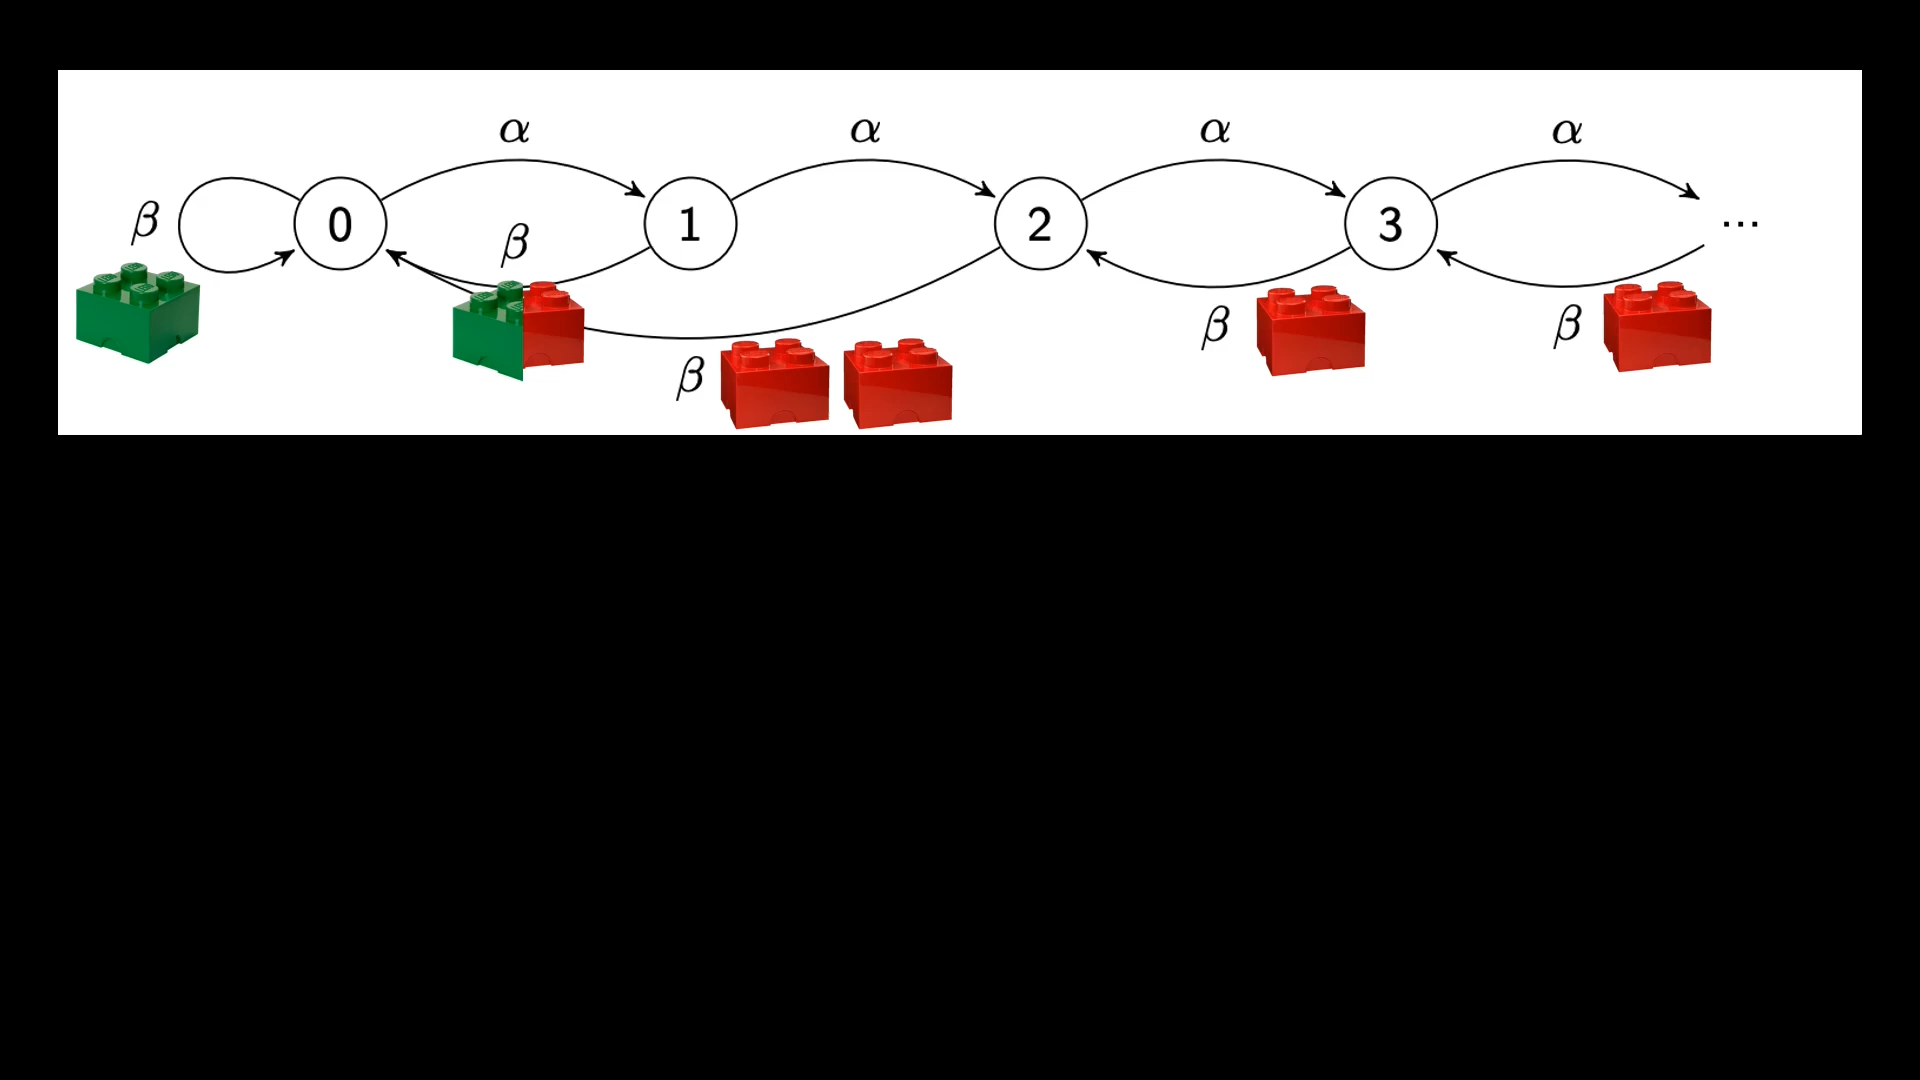 α α α α
β 0 β 1 2 3 ...
β β β